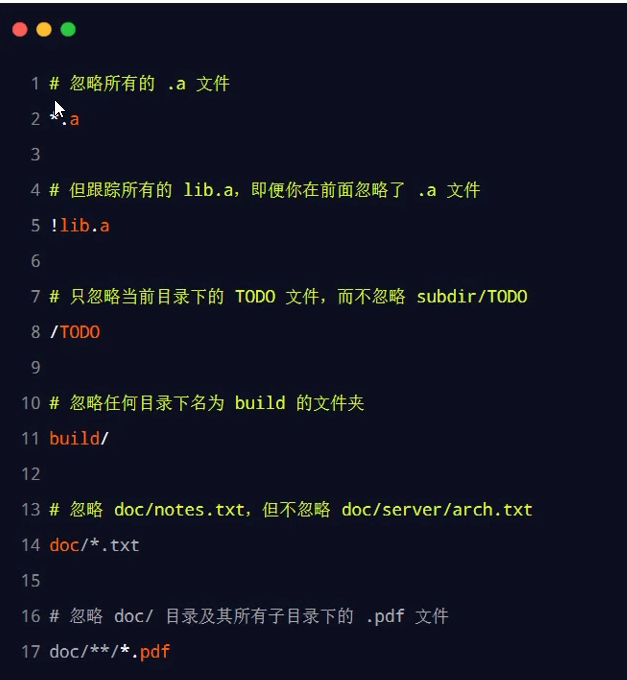 1 # 忽略所有的 .a 文件
2 *.a
3
4 # 但跟踪所有的 lib.a，即便你在前面忽略了 .a 文件
5 !lib.a
6
7 # 只忽略当前目录下的 TODO 文件，而不忽略 subdir/TODO
8 /TODO
9
10 # 忽略任何目录下名为 build 的文件夹
11 build/
12
13 # 忽略 doc/notes.txt，但不忽略 doc/server/arch.txt
14 doc/*.txt
15
16 # 忽略 doc/ 目录及其所有子目录下的 .pdf 文件
17 doc/**/*.pdf